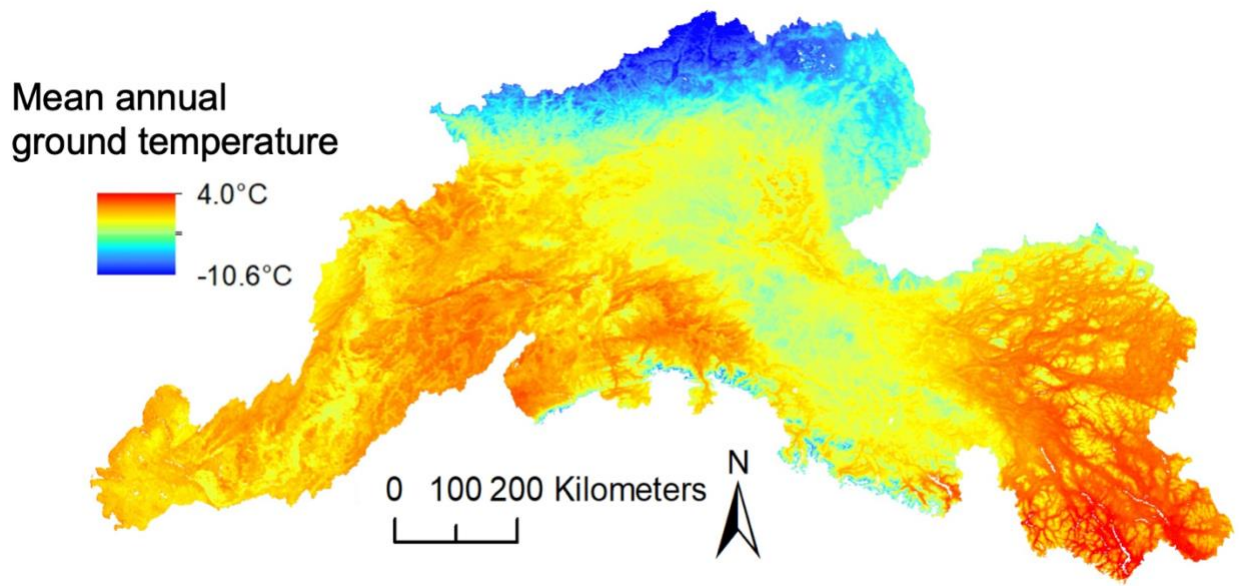 Mean annual
ground temperature
4.0°C
-10.6°C
N
0 100 200 Kilometers